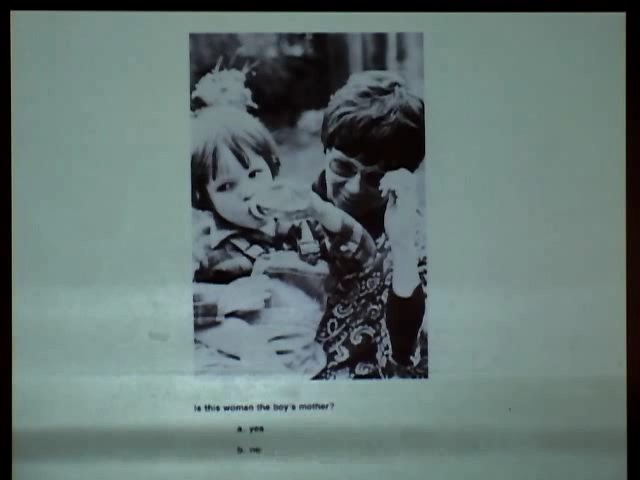 Is this woman the boy's mother?
a. yes
b. no